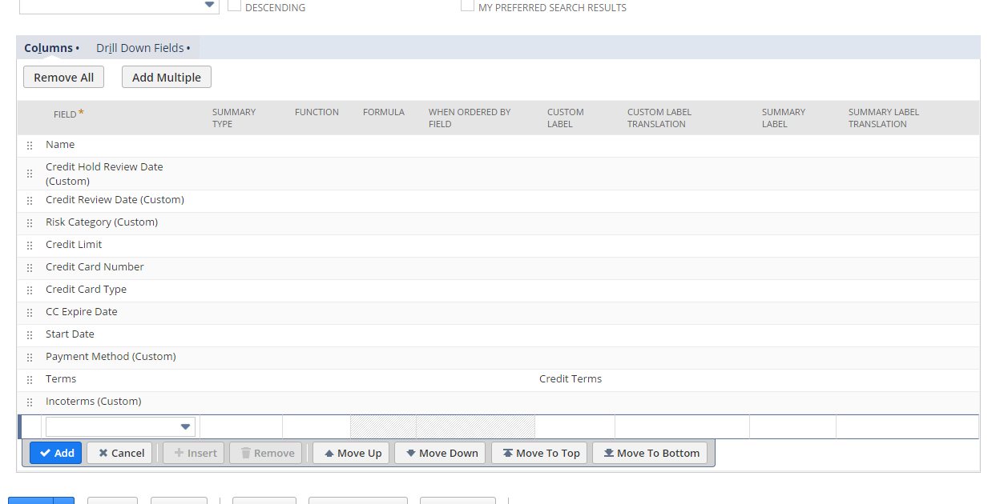 DESCENDING MY PREFERRED SEARCH RESULTS
Columns • Drill Down Fields •
Remove All Add Multiple
FIELD * SUMMARY TYPE FUNCTION FORMULA WHEN ORDERED BY FIELD CUSTOM LABEL CUSTOM LABEL TRANSLATION SUMMARY LABEL SUMMARY LABEL TRANSLATION
Name
Credit Hold Review Date
(Custom)
Credit Review Date (Custom)
Risk Category (Custom)
Credit Limit
Credit Card Number
Credit Card Type
CC Expire Date
Start Date
Payment Method (Custom)
Terms Credit Terms
Incoterms (Custom)
Add Cancel Insert Remove Move Up Move Down Move To Top Move To Bottom